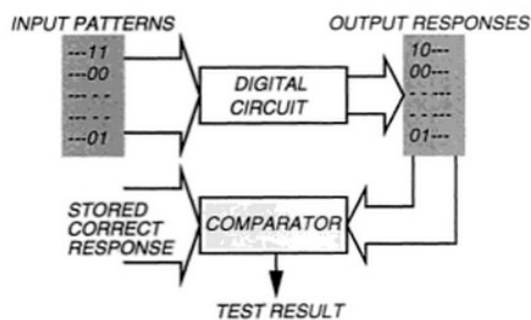 INPUT PATTERNS
OUTPUT RESPONSES
---11
---00
--- - -
--- - -
---01
DIGITAL
CIRCUIT
10---
00---
- - ---
- - ---
01---
STORED
CORRECT
RESPONSE
COMPARATOR
TEST RESULT